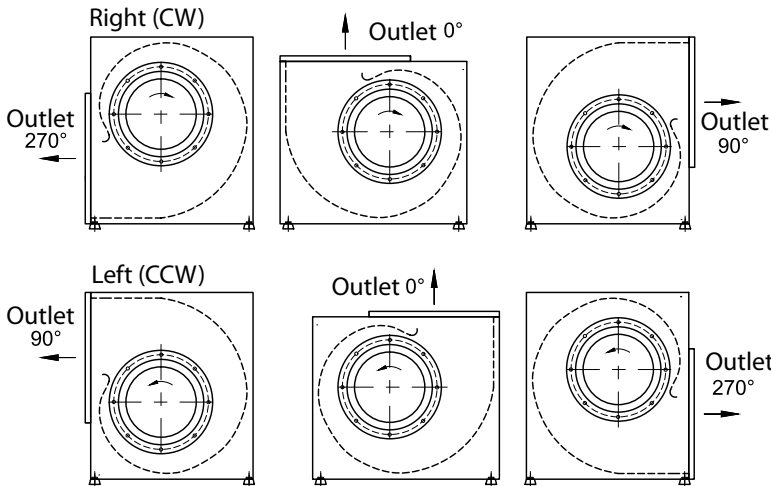 Right (CW)
Outlet 0°
Outlet
270°
Outlet
90°
Left (CCW)
Outlet 0°
Outlet
90°
Outlet
270°